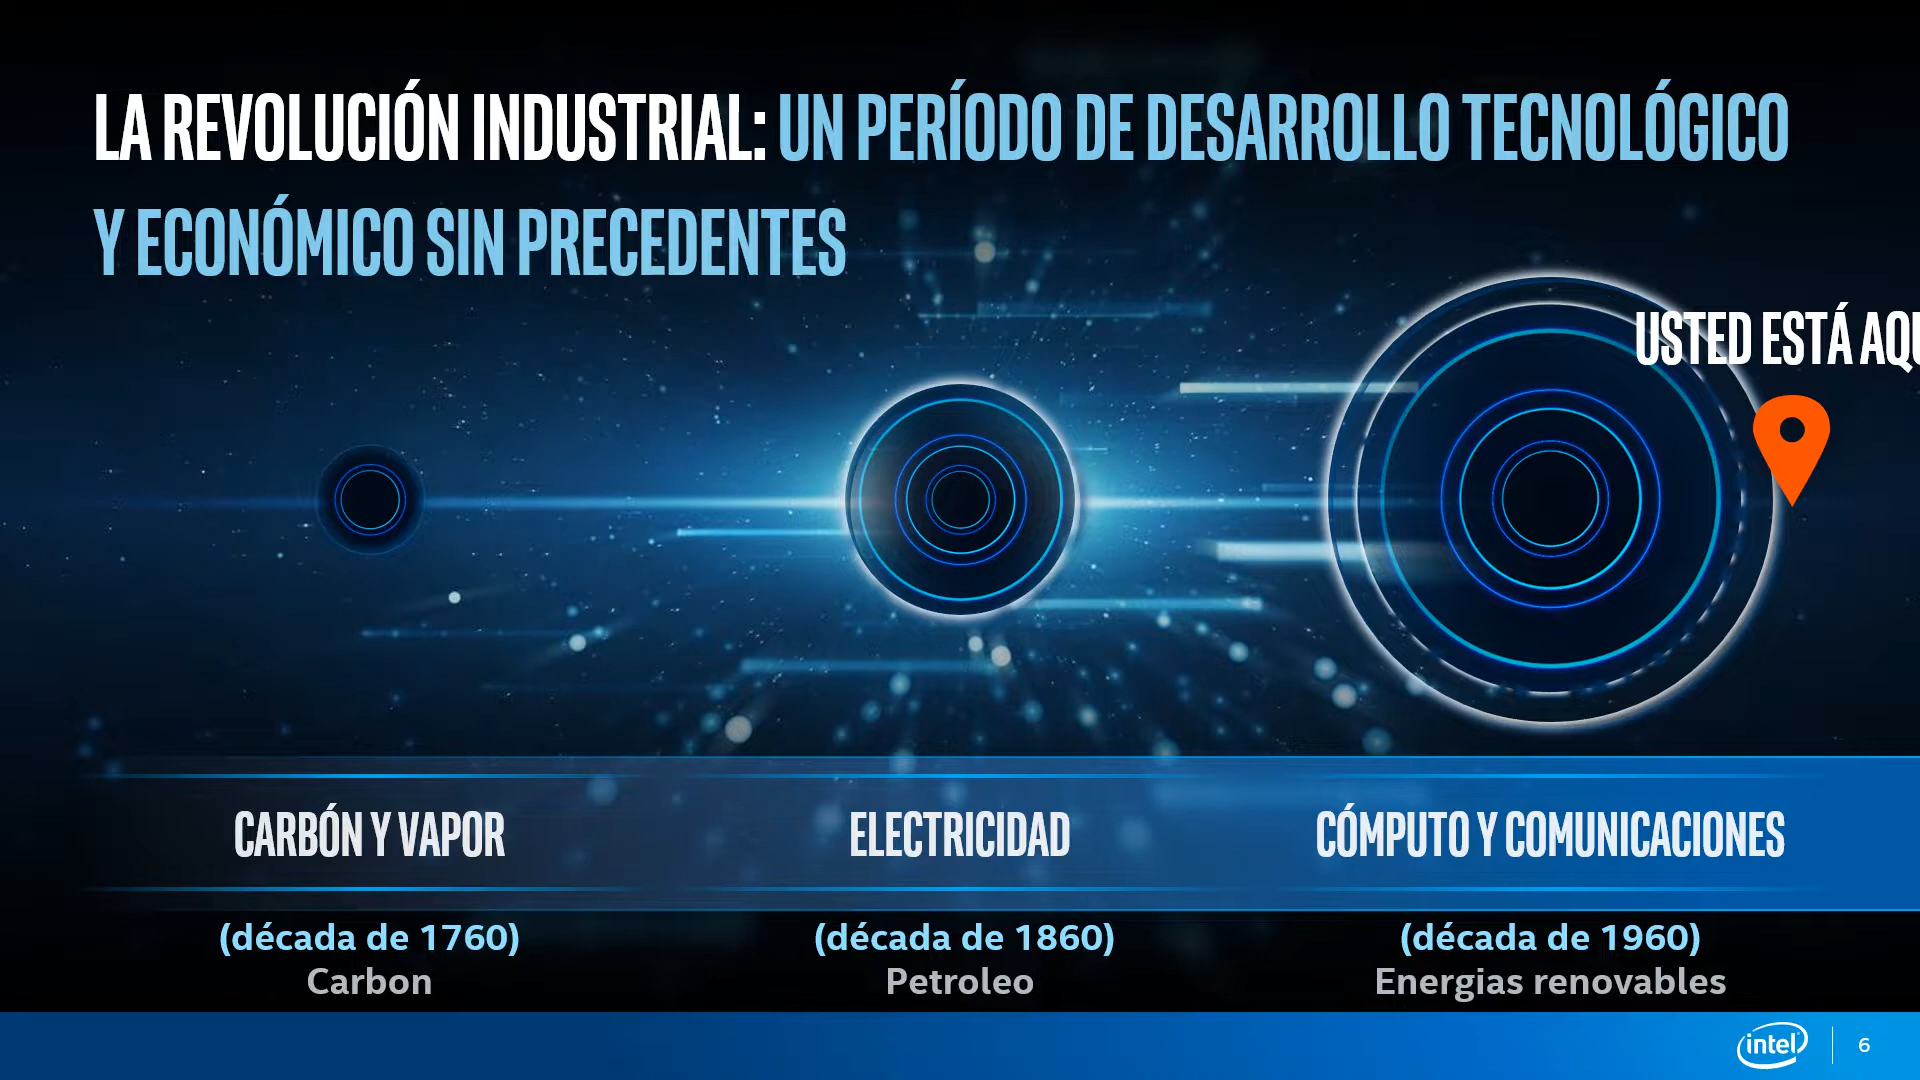 LA REVOLUCIÓN INDUSTRIAL: UN PERÍODO DE DESARROLLO TECNOLÓGICO
Y ECONÓMICO SIN PRECEDENTES
USTED ESTÁ AQU
CARBÓN Y VAPOR
ELECTRICIDAD
CÓMPUTO Y COMUNICACIONES
(década de 1760)
Carbon
(década de 1860)
Petroleo
(década de 1960)
Energias renovables
intel
6